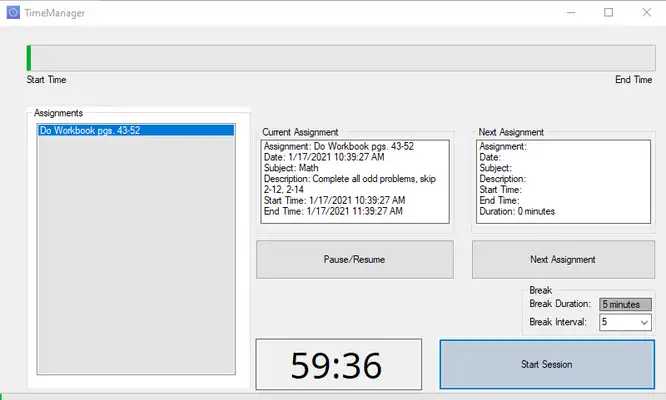 TimeManager
Start Time
End Time
Assignments
Do Workbook pgs. 43-52
Current Assignment
Assignment: Do Workbook pgs. 43-52
Date: 1/17/2021 10:39:27 AM
Subject: Math
Description: Complete all odd problems, skip
2-12, 2-14
Start Time: 1/17/2021 10:39:27 AM
End Time: 1/17/2021 11:39:27 AM
Next Assignment
Assignment:
Date:
Subject:
Description:
Start Time:
End Time:
Duration: 0 minutes
Pause/Resume
Next Assignment
Break
Break Duration: 5 minutes
Break Interval: 5
59:36
Start Session